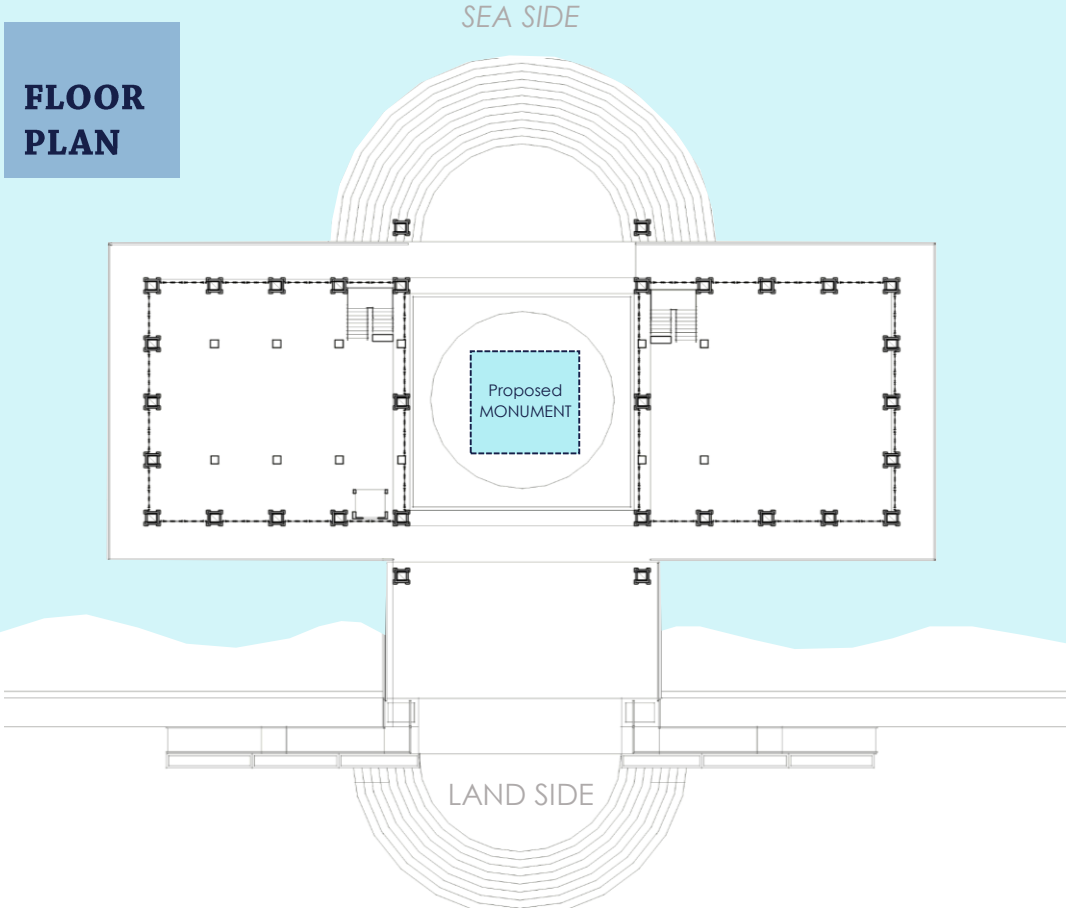 SEA SIDE
FLOOR
PLAN
Proposed
MONUMENT
LAND SIDE